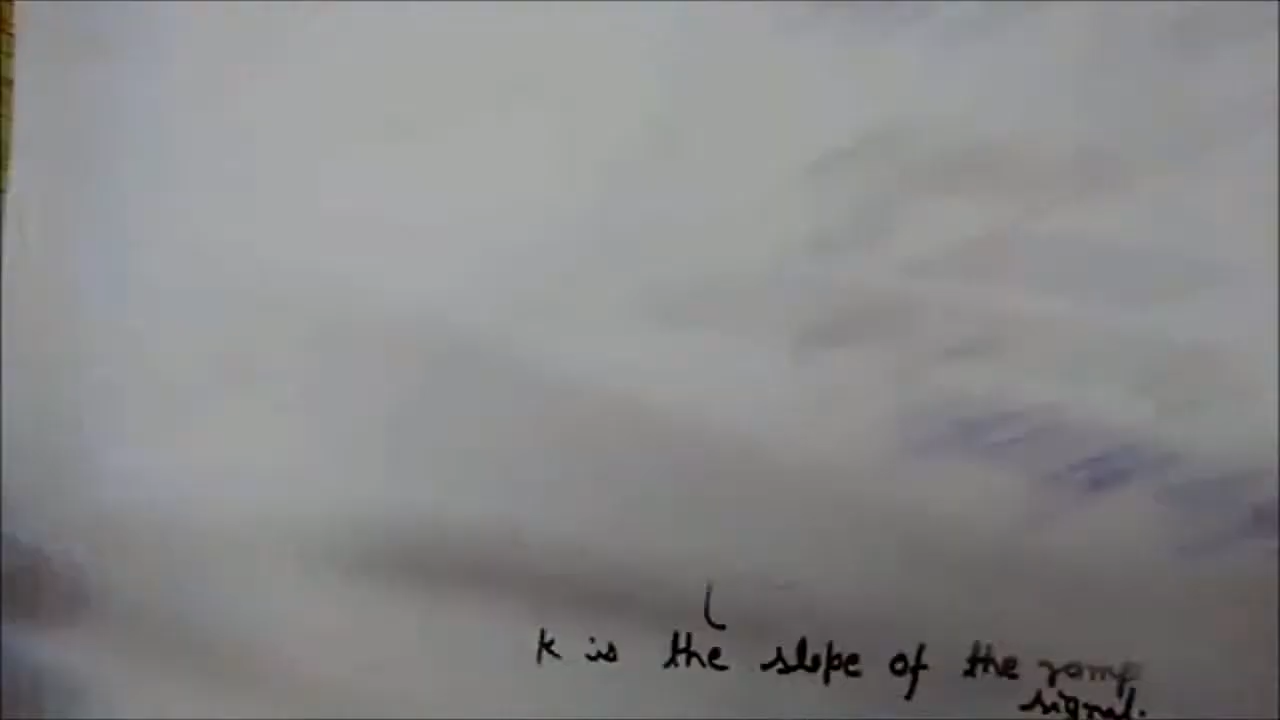 k is the slope of the ramp
signal.